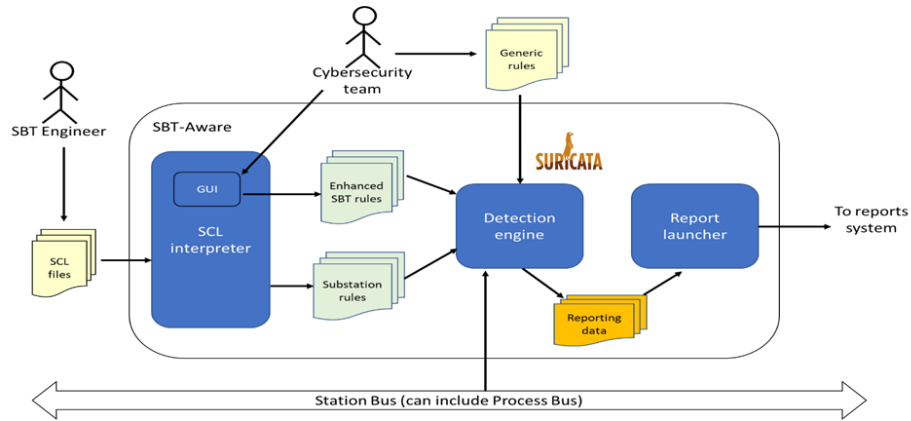 Cybersecurity
team
Generic
rules
SBT Engineer
SBT-Aware
SURICATA
GUI
SCL
interpreter
Enhanced
SBT rules
Detection
engine
Report
launcher
To reports
system
SCL
files
Substation
rules
Reporting
data
Station Bus (can include Process Bus)